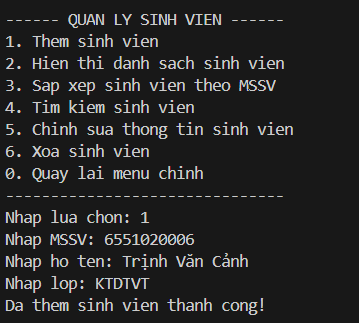 ------ QUAN LY SINH VIEN ------
1. Them sinh vien
2. Hien thi danh sach sinh vien
3. Sap xep sinh vien theo MSSV
4. Tim kiem sinh vien
5. Chinh sua thong tin sinh vien
6. Xoa sinh vien
0. Quay lai menu chinh
-------------------------------
Nhap lua chon: 1
Nhap MSSV: 6551020006
Nhap ho ten: Trịnh Văn Cảnh
Nhap lop: KTDTVT
Da them sinh vien thanh cong!